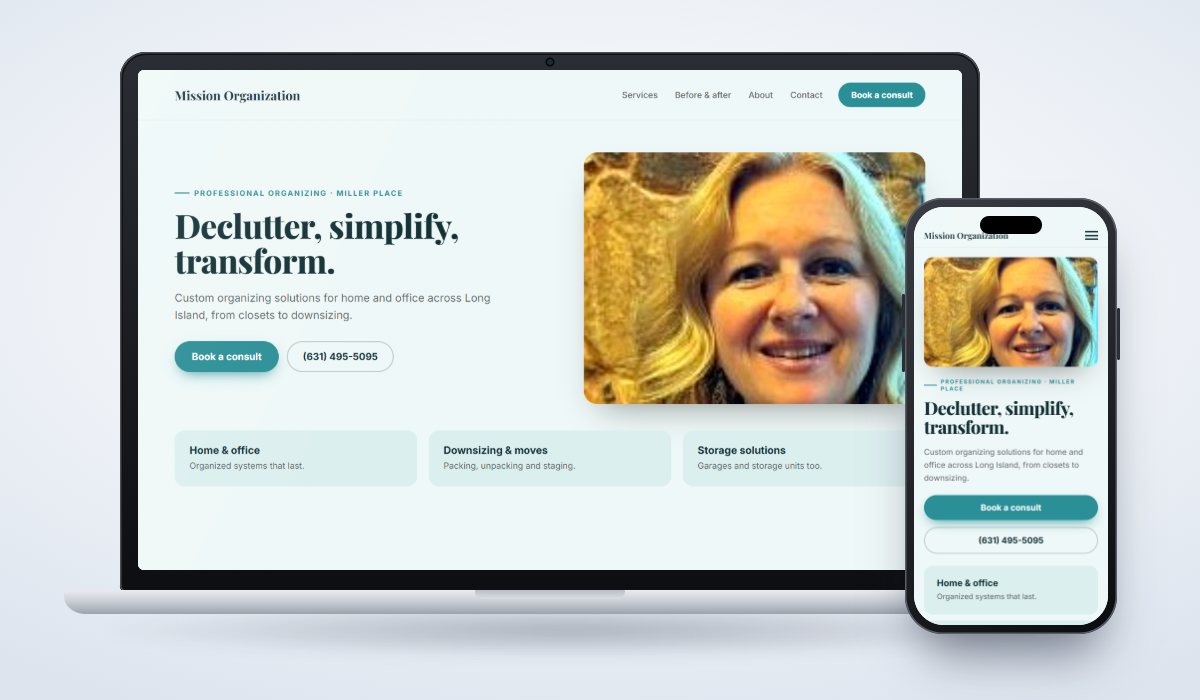 Mission Organization
Services
Before & after
About
Contact
Book a consult
PROFESSIONAL ORGANIZING · MILLER PLACE
Declutter, simplify,
transform.
Custom organizing solutions for home and office across Long
Island, from closets to downsizing.
Book a consult
(631) 495-5095
Home & office
Organized systems that last.
Downsizing & moves
Packing, unpacking and staging.
Storage solutions
Garages and storage units too.
Mission Organization
PROFESSIONAL ORGANIZING · MILLER
PLACE
Declutter, simplify,
transform.
Custom organizing solutions for home and
office across Long Island, from closets to
downsizing.
Book a consult
(631) 495-5095
Home & office
Organized systems that last.